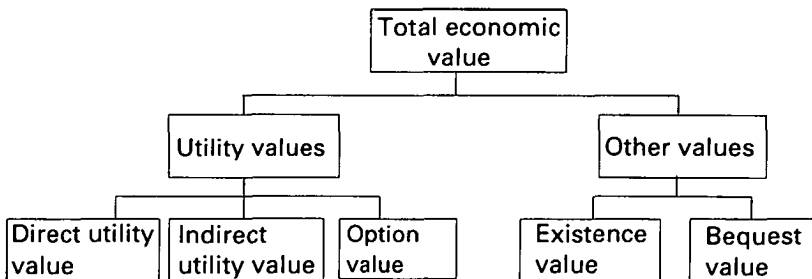 Total economic
value
Utility values
Other values
Direct utility
value
Indirect
utility value
Option
value
Existence
value
Bequest
value